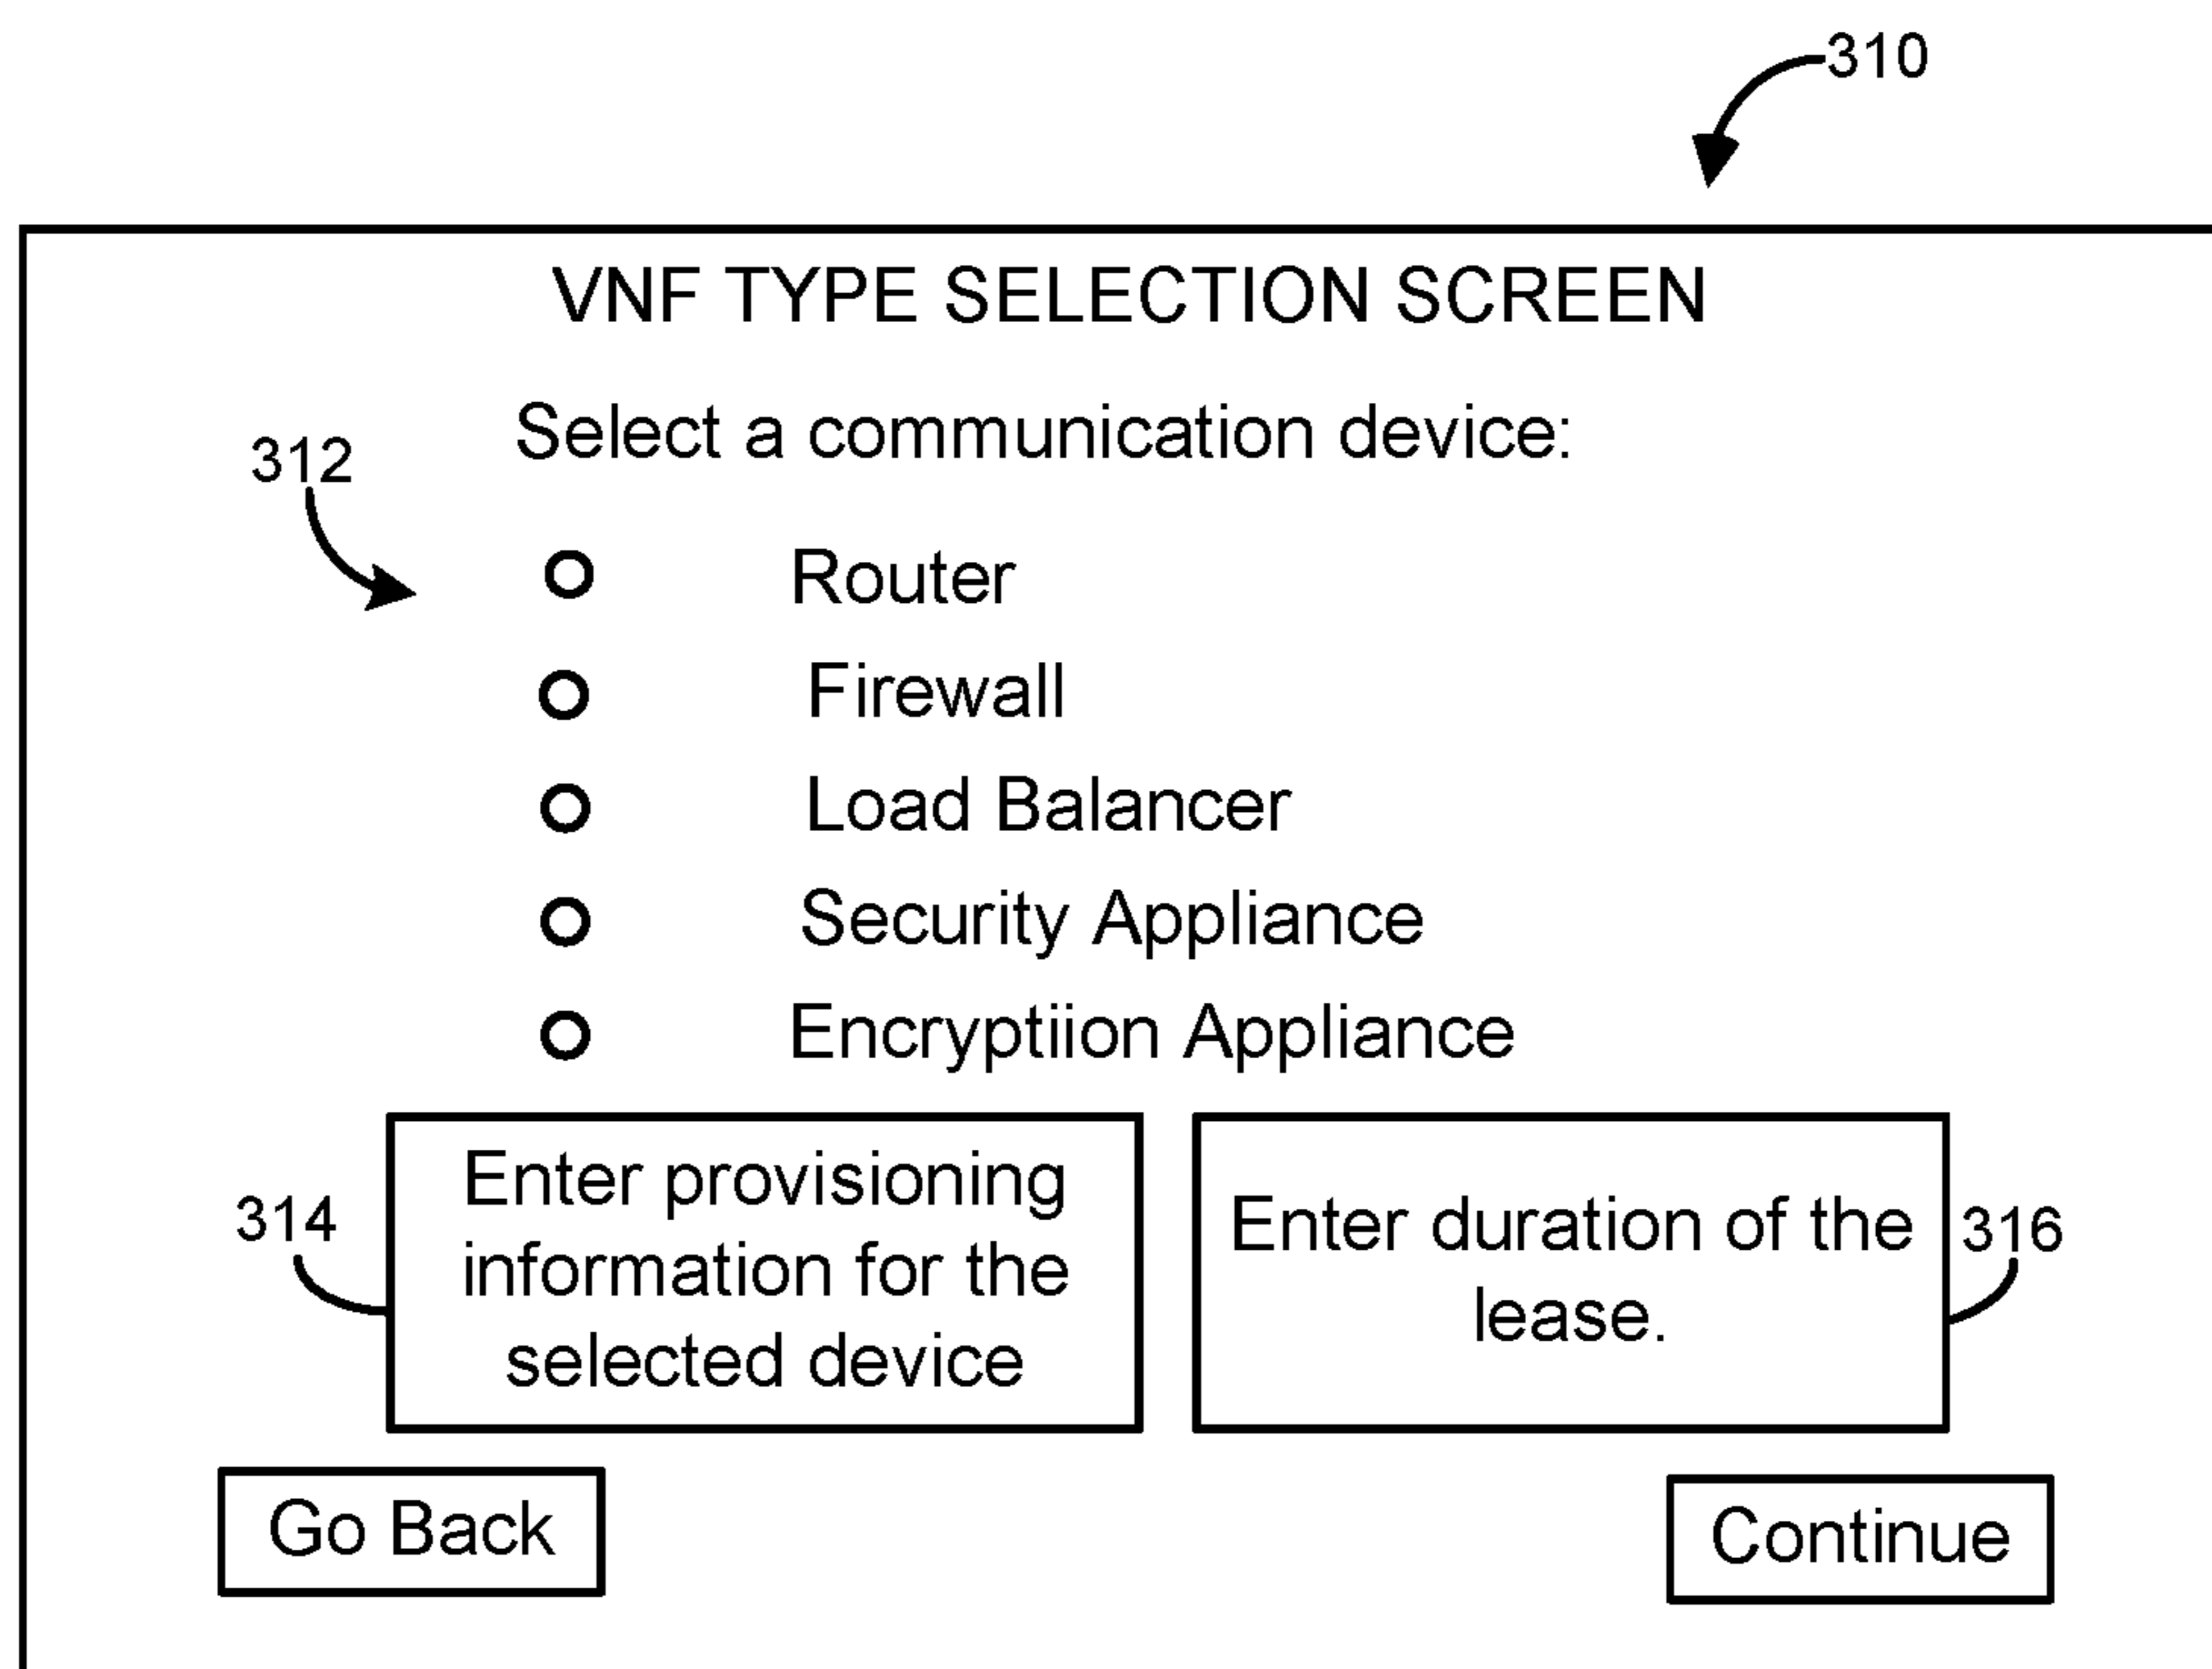 310
VNF TYPE SELECTION SCREEN
Select a communication device:
312
Router
Firewall
Load Balancer
Security Appliance
Encryptiion Appliance
314
Enter provisioning
information for the
selected device
Enter duration of the
lease.
316
Go Back
Continue